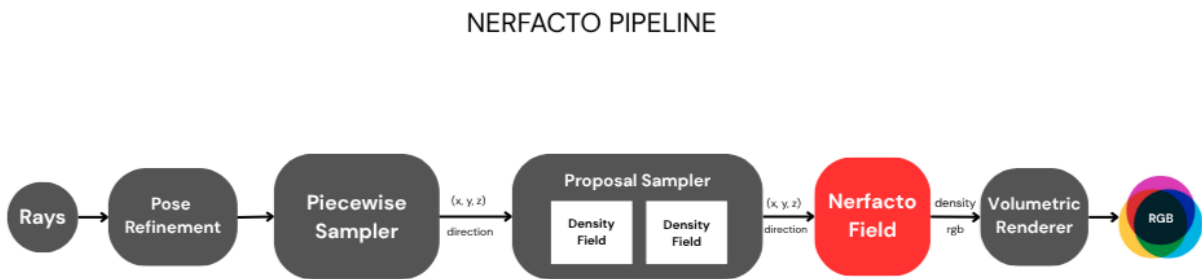 NERFACTO PIPELINE
Rays
Pose
Refinement
Piecewise
Sampler
(x, y, z)
direction
Proposal Sampler
Density
Field
Density
Field
(x, y, z)
direction
Nerfacto
Field
density
rgb
Volumetric
Renderer
RGB